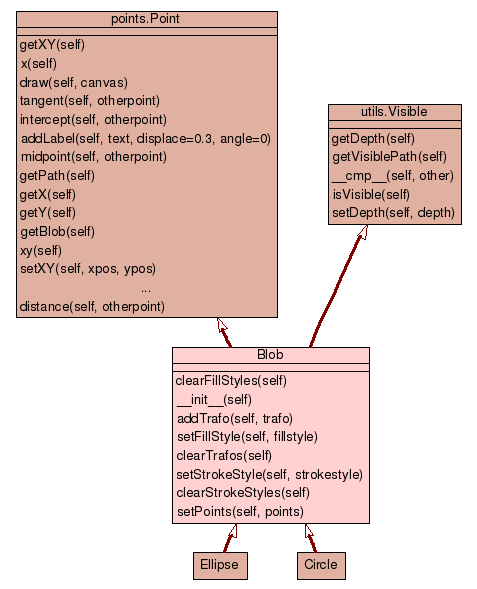 points.Point
getXY(self)
x(self)
draw(self, canvas)
tangent(self, otherpoint)
intercept(self, otherpoint)
addLabel(self, text, displace=0.3, angle=0)
midpoint(self, otherpoint)
getPath(self)
getX(self)
getY(self)
getBlob(self)
xy(self)
setXY(self, xpos, ypos)
...
distance(self, otherpoint)
utils.Visible
getDepth(self)
getVisiblePath(self)
__cmp__(self, other)
isVisible(self)
setDepth(self, depth)
Blob
clearFillStyles(self)
__init__(self)
addTrafo(self, trafo)
setFillStyle(self, fillstyle)
clearTrafos(self)
setStrokeStyle(self, strokestyle)
clearStrokeStyles(self)
setPoints(self, points)
Ellipse
Circle